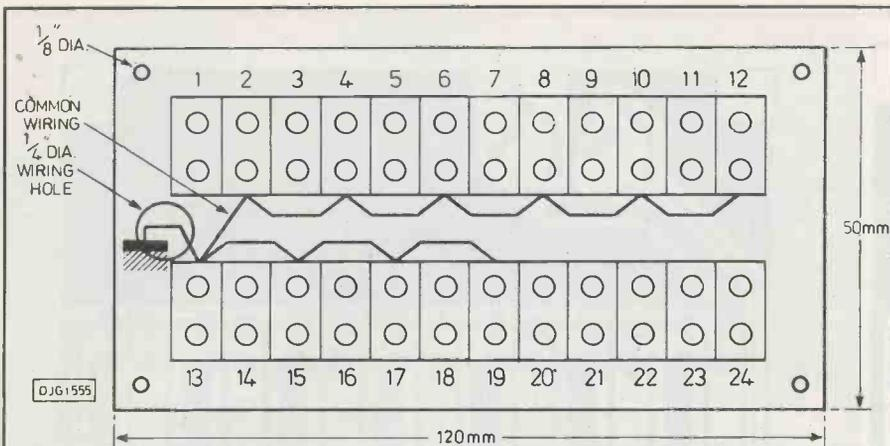 1/8" DIA.
COMMON
WIRING
1/4" DIA.
WIRING
HOLE
1 2 3 4 5 6 7 8 9 10 11 12
50mm
13 14 15 16 17 18 19 20 21 22 23 24
DJG1555
120mm